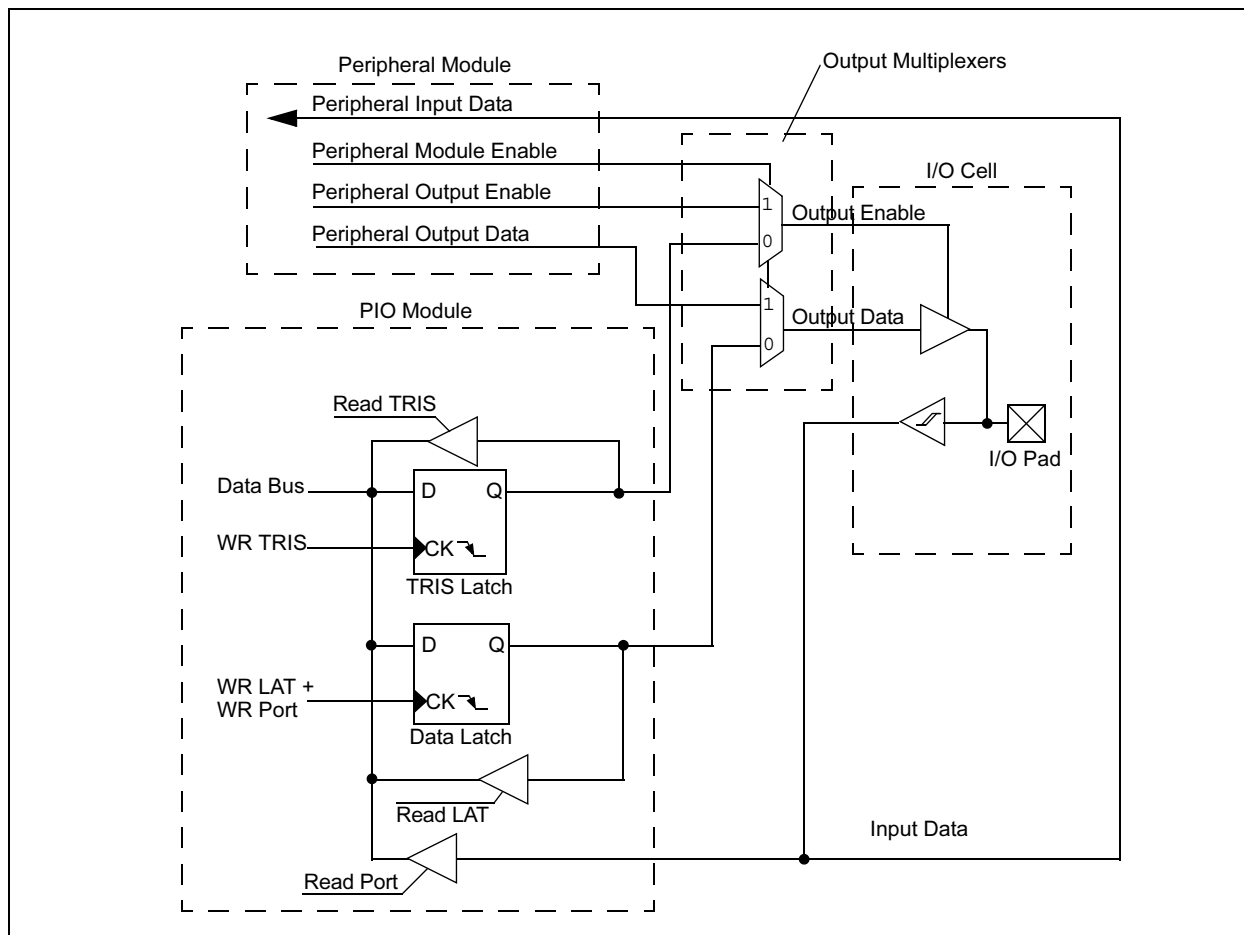 Peripheral Module
Output Multiplexers
Peripheral Input Data
Peripheral Module Enable
I/O Cell
Peripheral Output Enable
1
Output Enable
Peripheral Output Data
0
PIO Module
1
Output Data
0
Read TRIS
I/O Pad
Data Bus
D
Q
WR TRIS
CK
TRIS Latch
D
Q
WR LAT +
WR Port
CK
Data Latch
Read LAT
Input Data
Read Port